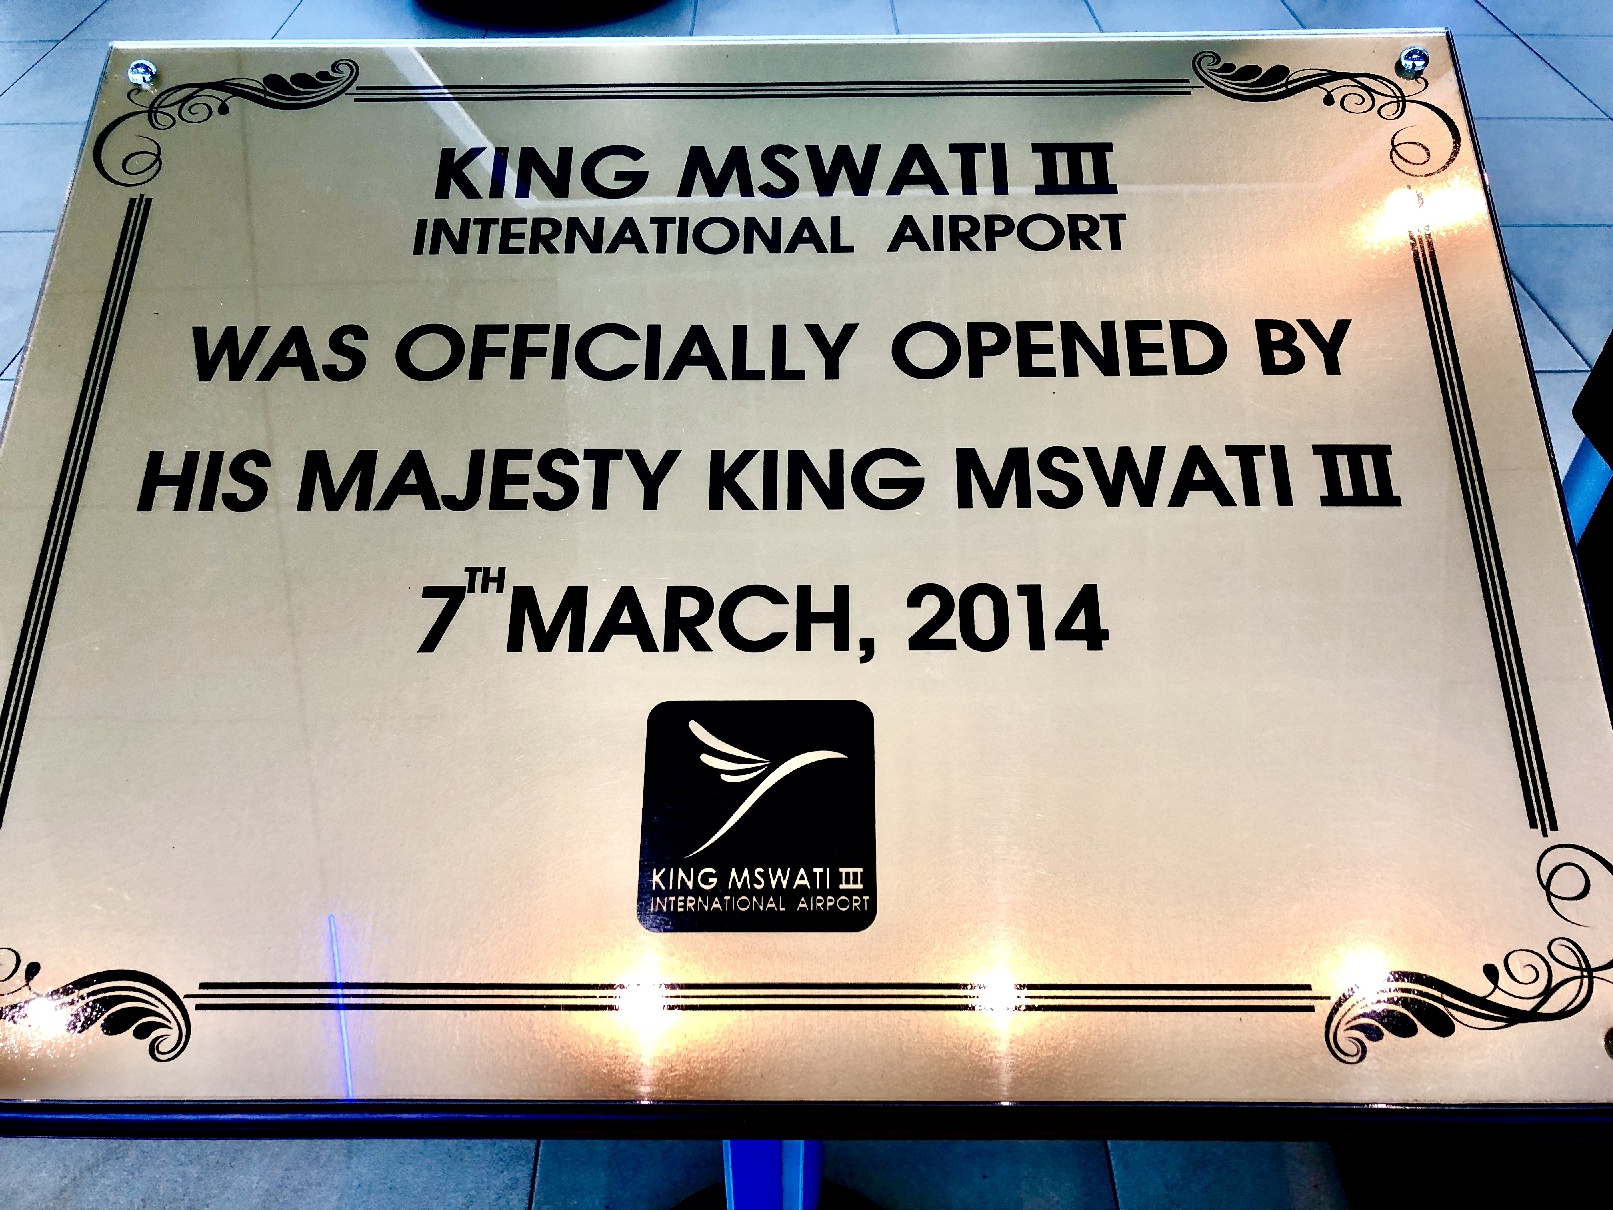 KING MSWATI III
INTERNATIONAL AIRPORT
WAS OFFICIALLY OPENED BY
HIS MAJESTY KING MSWATI III
7TH MARCH, 2014
KING MSWATI III
INTERNATIONAL AIRPORT